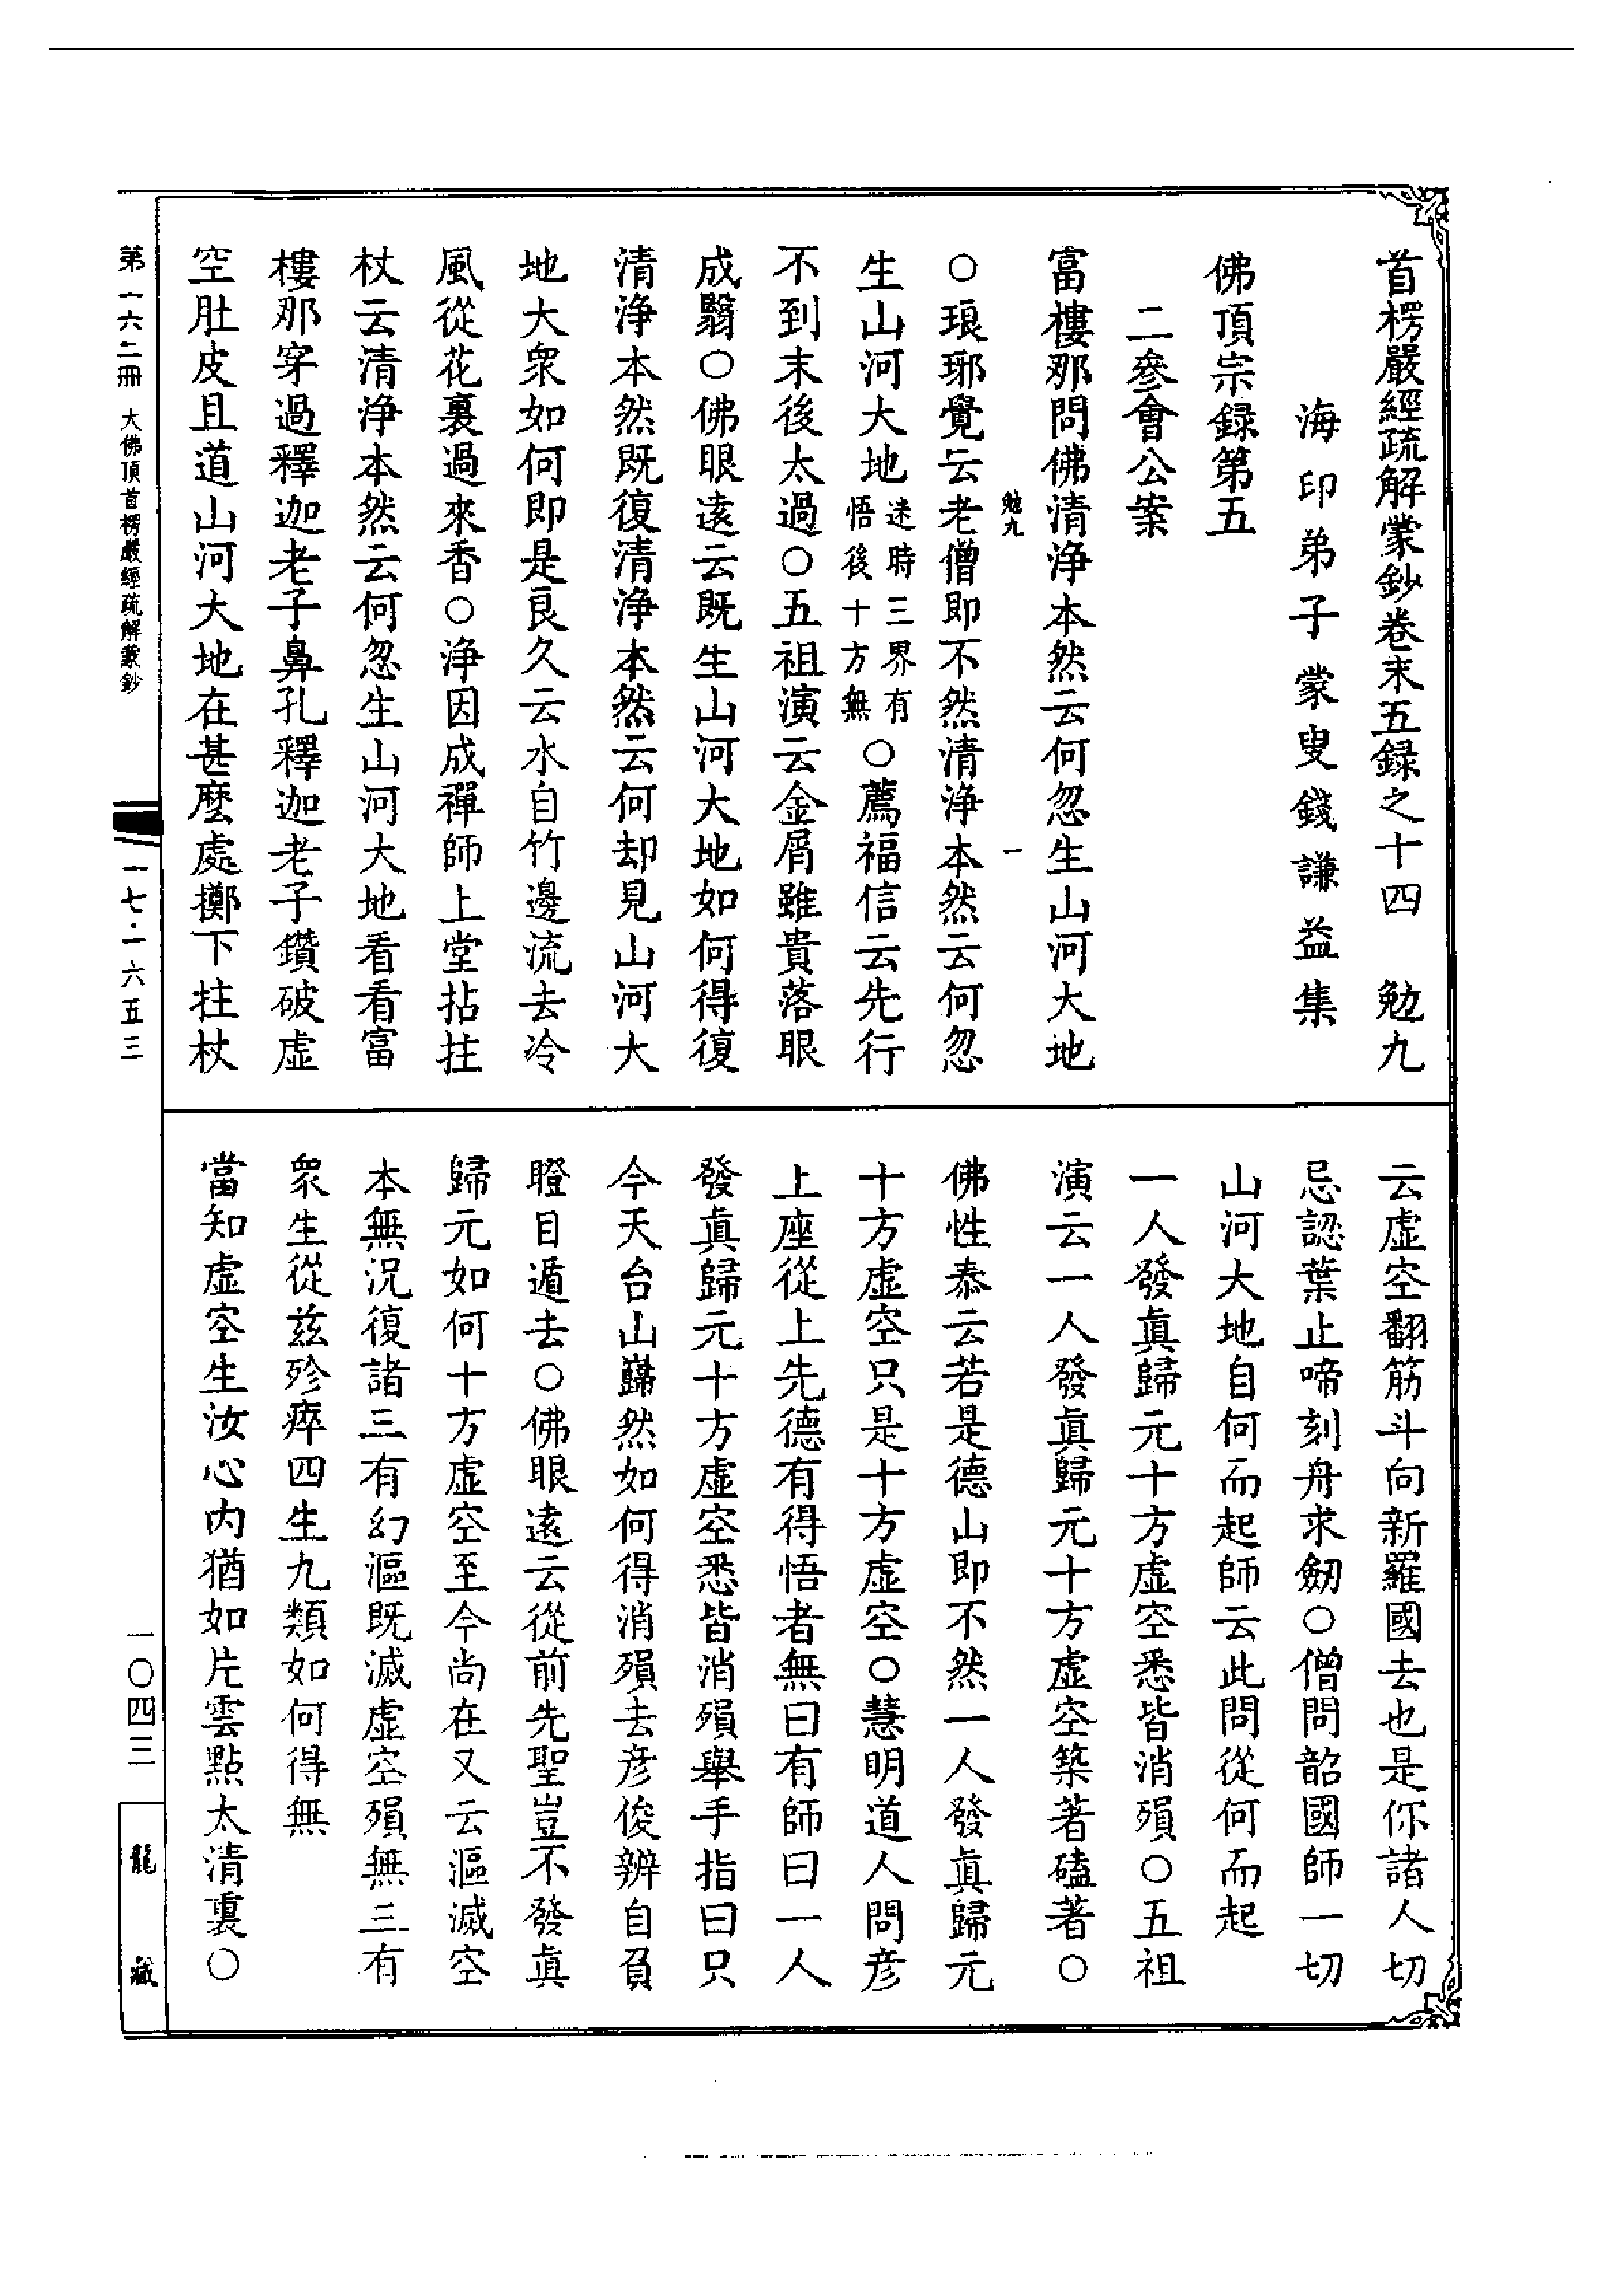 首楞嚴經疏解蒙鈔卷末五録之十四　勉九
海印弟子蒙叟錢謙益集
佛頂宗録第五
二參會公案
富樓那問佛清淨本然云何忽生山河大地
勉九　一
○琅琊覺云老僧即不然清淨本然云何忽
生山河大地迷時三界有悟後十方無○薦福信云先行
不到末後太過○五祖演云金屑雖貴落眼
成翳○佛眼遠云既生山河大地如何得復
清淨本然既復清淨本然云何却見山河大
地大衆如何即是良久云水自竹邊流去冷
風從花裏過來香○淨因成禪師上堂拈拄
杖云清淨本然云何忽生山河大地看看富
樓那穿過釋迦老子鼻孔釋迦老子鑽破虛
空肚皮且道山河大地在甚麼處擲下拄杖
云虛空翻筋斗向新羅國去也是你諸人切
忌認葉止啼刻舟求劒○僧問韶國師一切
山河大地自何而起師云此問從何而起
一人發眞歸元十方虛空悉皆消殞○五祖
演云一人發眞歸元十方虛空築著磕著○
佛性泰云若是德山即不然一人發眞歸元
十方虛空只是十方虛空○慧明道人問彥
上座從上先德有得悟者無曰有師曰一人
發眞歸元十方虛空悉皆消殞舉手指曰只
今天台山巋然如何得消殞去彥俊辨自負
瞪目遁去○佛眼遠云從前先聖豈不發眞
歸元如何十方虛空至今尚在又云漚滅空
本無況復諸三有幻漚既滅虛空殞無三有
衆生從兹殄瘁四生九類如何得無
當知虛空生汝心内猶如片雲點太清裏○
第一六二冊　大佛頂首楞嚴經疏解蒙鈔
一七·一六五三
一〇四三
龍藏